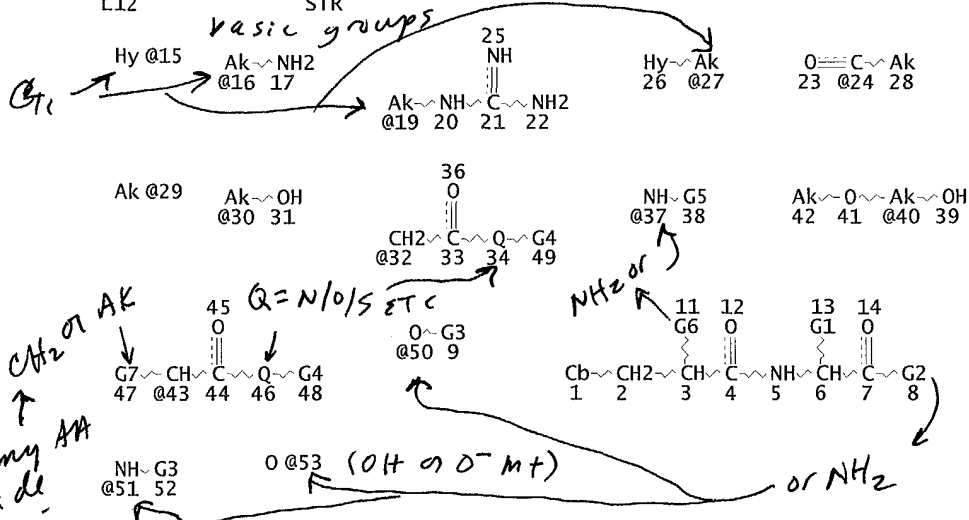 L12 STR
basic groups
25
Hy @15 Ak NH2 NH Hy Ak O C Ak
@16 17 26 @27 23 @24 28
G1
Ak NH C NH2
@19 20 21 22
36
Ak @29 Ak OH O NH G5 Ak O Ak OH
@30 31 @37 38 42 41 @40 39
CH2 C Q G4
@32 33 34 49
NH2 or
Q = N/O/S ETC
CH2 or AK
45 11 12 13 14
O O G3 G6 O G1 O
@50 9
G7 CH C Q G4 Cb CH2 CH C NH CH C G2
47 @43 44 46 48 1 2 3 4 5 6 7 8
AA
NH G3 O @53 (OH or O- M+) or NH2
@51 52